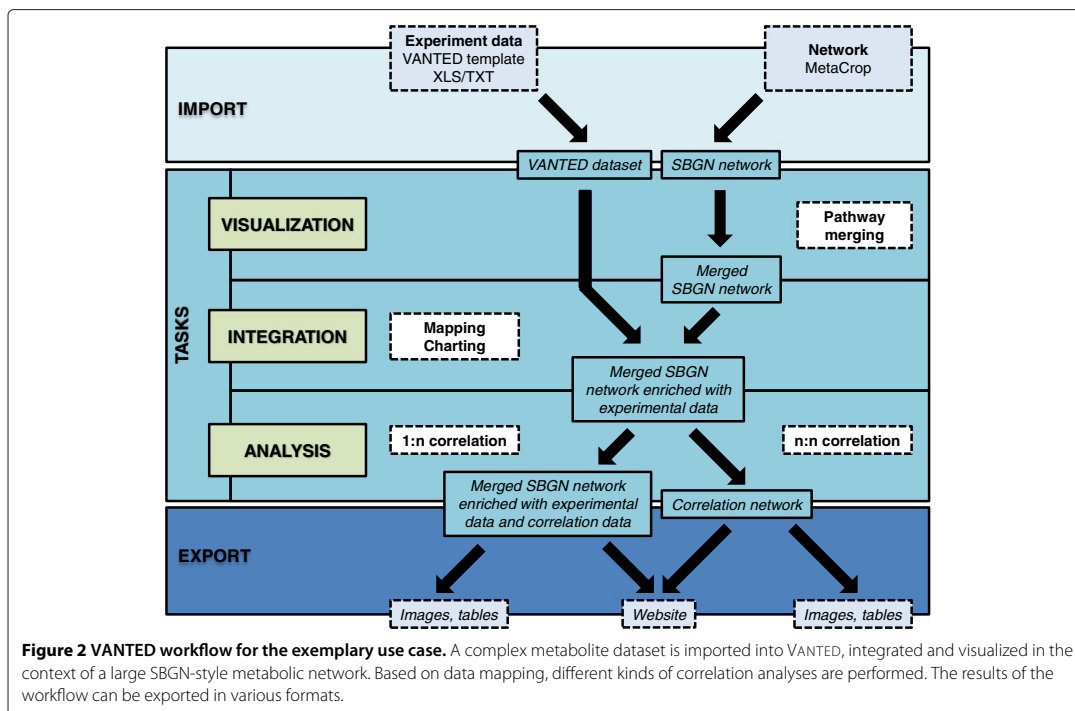 Experiment data
VANTED template
XLS/TXT
Network
MetaCrop
IMPORT
VANTED dataset
SBGN network
TASKS
VISUALIZATION
Pathway
merging
Merged
SBGN network
INTEGRATION
Mapping
Charting
Merged SBGN
network enriched with
experimental data
ANALYSIS
1:n correlation
n:n correlation
Merged SBGN network
enriched with experimental
data and correlation data
Correlation network
EXPORT
Images, tables
Website
Images, tables
Figure 2 VANTED workflow for the exemplary use case. A complex metabolite dataset is imported into VANTED, integrated and visualized in the
context of a large SBGN-style metabolic network. Based on data mapping, different kinds of correlation analyses are performed. The results of the
workflow can be exported in various formats.